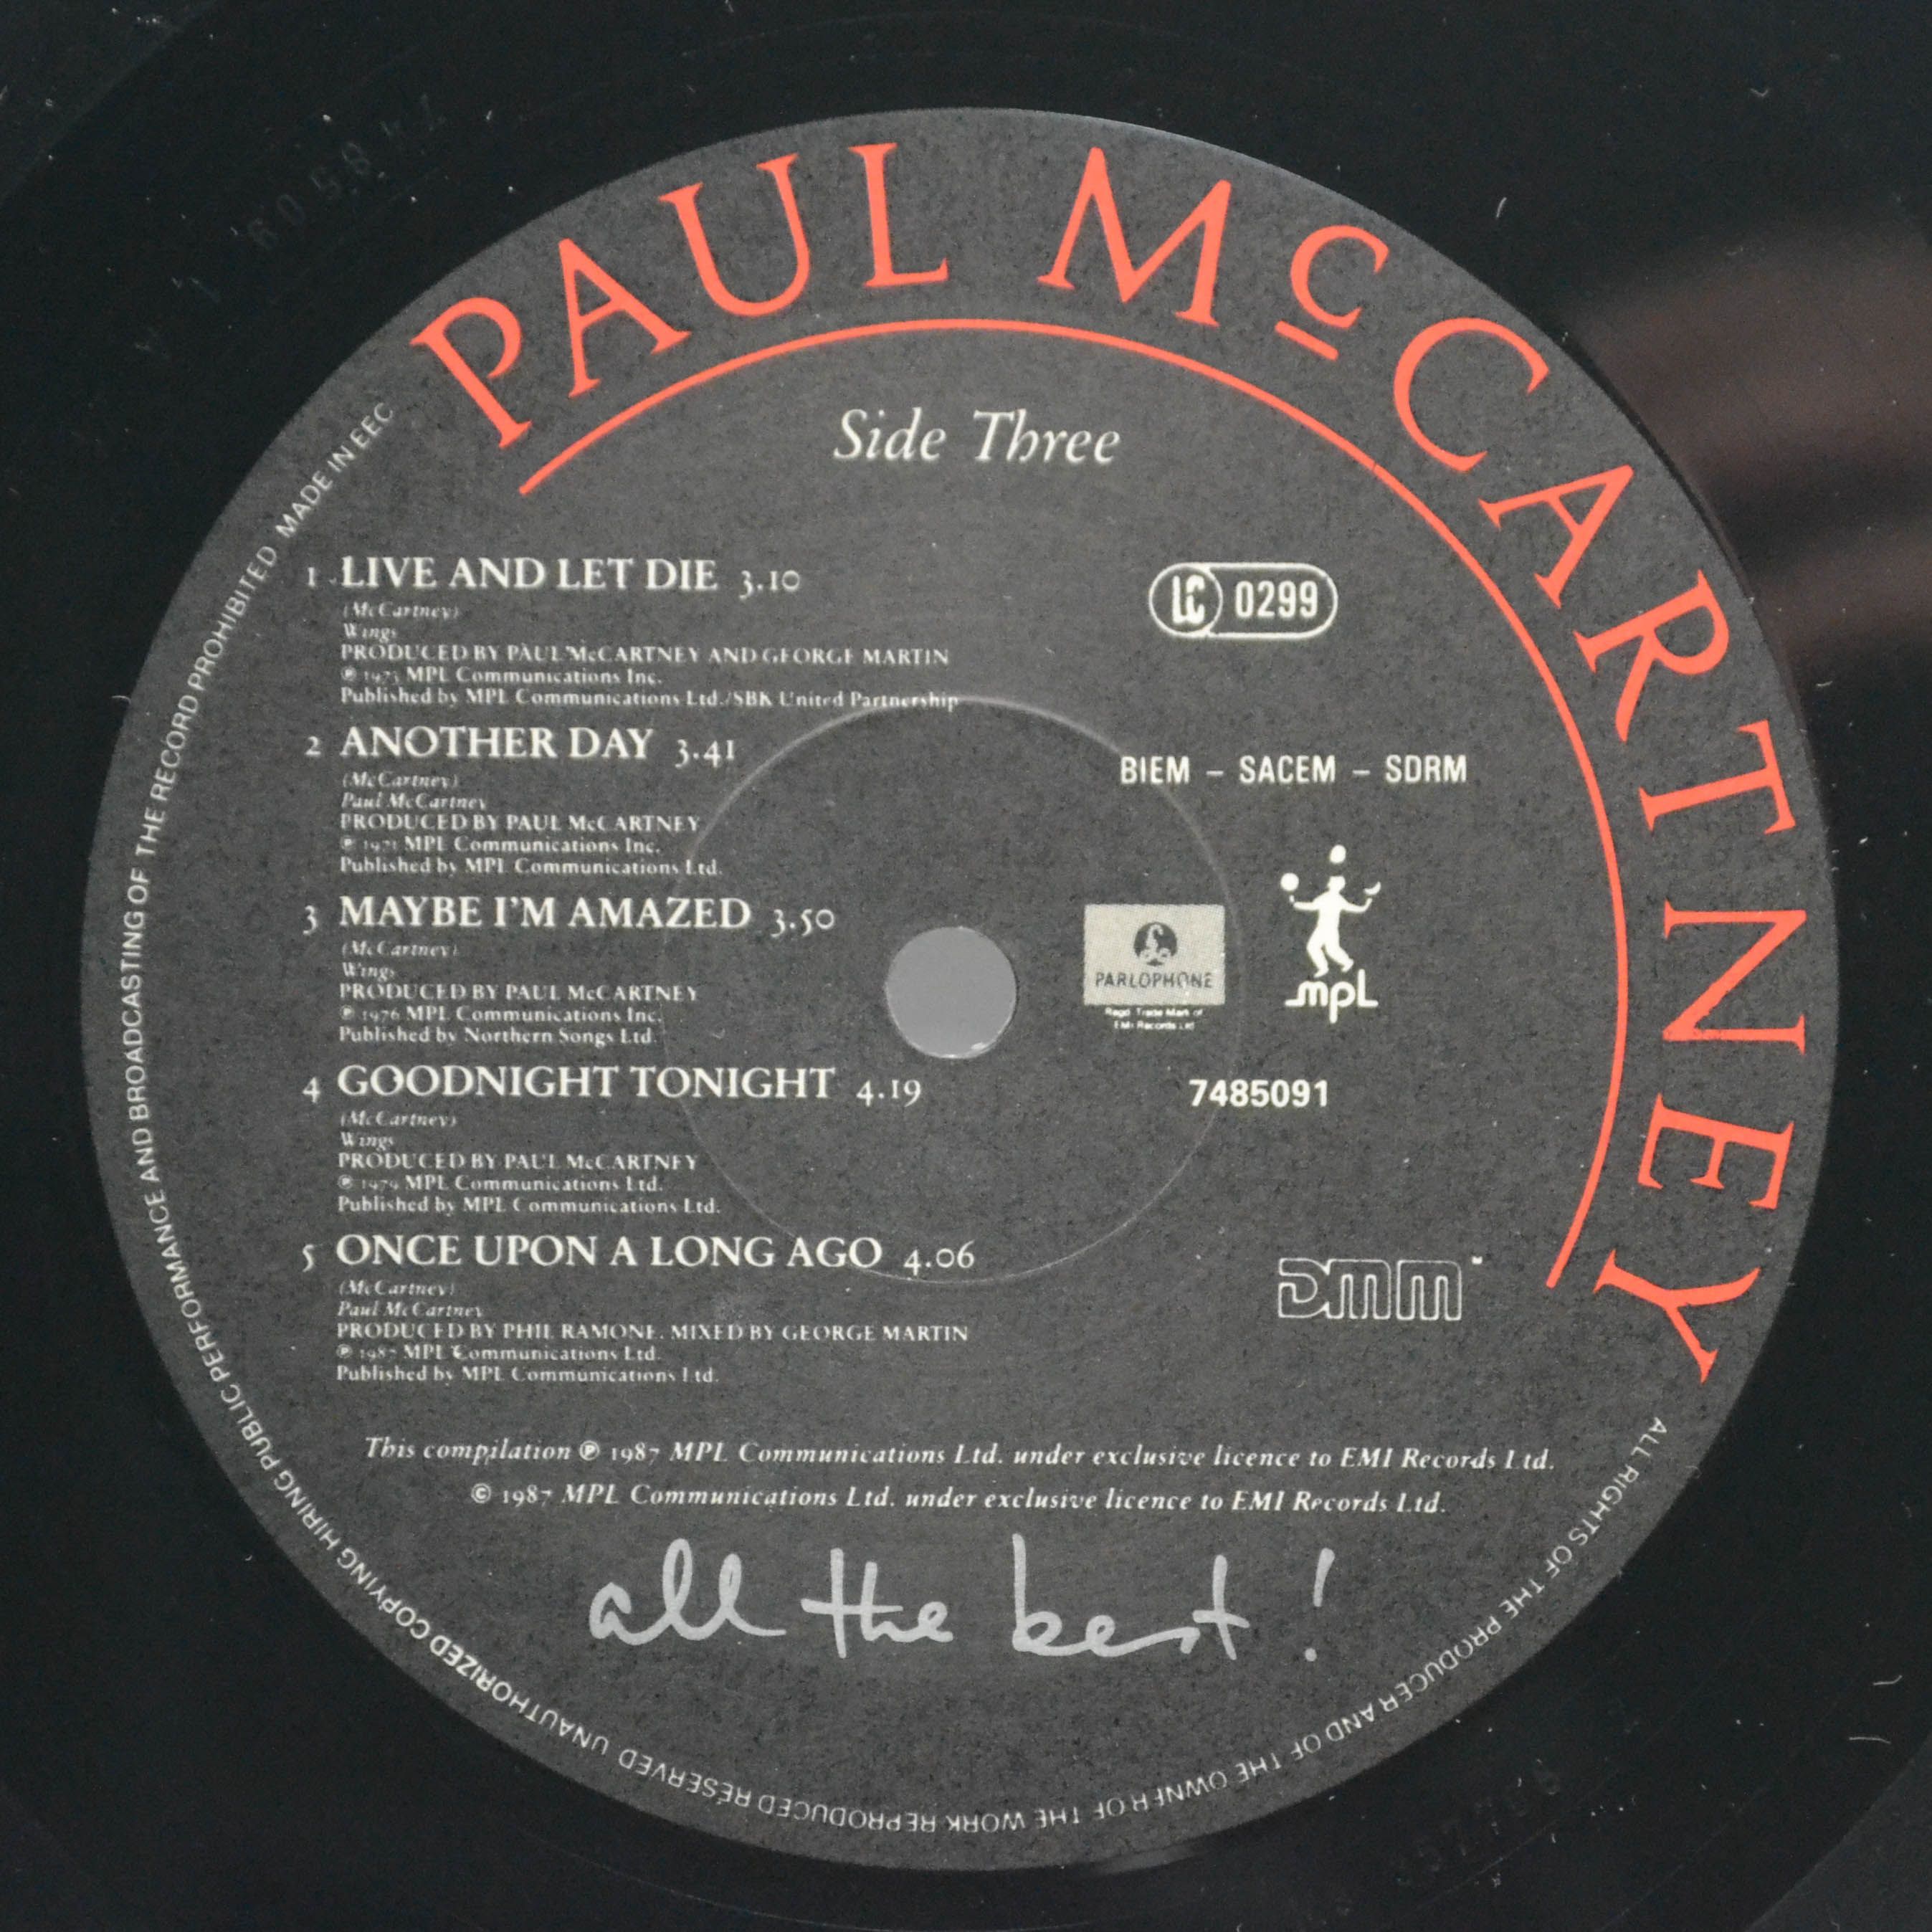 PAUL McCARTNEY
Side Three
1 LIVE AND LET DIE 3.10
(McCartney)
Wings
PRODUCED BY PAUL McCARTNEY AND GEORGE MARTIN
℗ 1973 MPL Communications Inc.
Published by MPL Communications Ltd./SBK United Partnership
LC 0299
2 ANOTHER DAY 3.41
(McCartney)
Paul McCartney
PRODUCED BY PAUL McCARTNEY
℗ 1971 MPL Communications Inc.
Published by MPL Communications Ltd.
BIEM – SACEM – SDRM
3 MAYBE I'M AMAZED 3.50
(McCartney)
Wings
PRODUCED BY PAUL McCARTNEY
℗ 1976 MPL Communications Inc.
Published by Northern Songs Ltd.
PARLOPHONE
Regd. Trade Mark of
EMI Records Ltd
mpL
4 GOODNIGHT TONIGHT 4.19
(McCartney)
Wings
PRODUCED BY PAUL McCARTNEY
℗ 1979 MPL Communications Ltd.
Published by MPL Communications Ltd.
7485091
5 ONCE UPON A LONG AGO 4.06
(McCartney)
Paul McCartney
PRODUCED BY PHIL RAMONE. MIXED BY GEORGE MARTIN
℗ 1987 MPL Communications Ltd.
Published by MPL Communications Ltd.
DMM™
This compilation ℗ 1987 MPL Communications Ltd. under exclusive licence to EMI Records Ltd.
© 1987 MPL Communications Ltd. under exclusive licence to EMI Records Ltd.
all the best!
ALL RIGHTS OF THE PRODUCER AND OF THE OWNER OF THE WORK REPRODUCED RESERVED UNAUTHORIZED COPYING HIRING PUBLIC PERFORMANCE AND BROADCASTING OF THE RECORD PROHIBITED MADE IN EEC